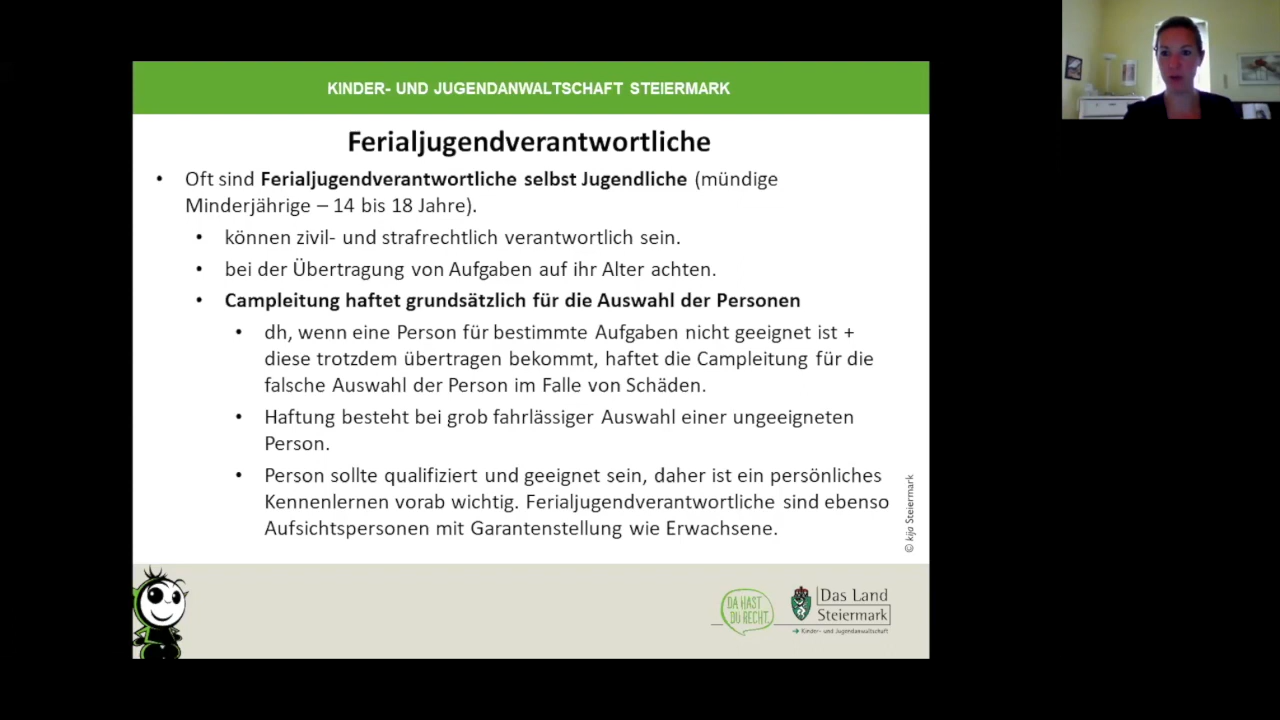 KINDER- UND JUGENDANWALTSCHAFT STEIERMARK
Ferialjugendverantwortliche
• Oft sind Ferialjugendverantwortliche selbst Jugendliche (mündige
Minderjährige – 14 bis 18 Jahre).
• können zivil- und strafrechtlich verantwortlich sein.
• bei der Übertragung von Aufgaben auf ihr Alter achten.
• Campleitung haftet grundsätzlich für die Auswahl der Personen
• dh, wenn eine Person für bestimmte Aufgaben nicht geeignet ist +
diese trotzdem übertragen bekommt, haftet die Campleitung für die
falsche Auswahl der Person im Falle von Schäden.
• Haftung besteht bei grob fahrlässiger Auswahl einer ungeeigneten
Person.
• Person sollte qualifiziert und geeignet sein, daher ist ein persönliches
Kennenlernen vorab wichtig. Ferialjugendverantwortliche sind ebenso
Aufsichtspersonen mit Garantenstellung wie Erwachsene.
© kija Steiermark
DA HAST
DU RECHT
Das Land
Steiermark
→ Kinder- und Jugendanwaltschaft